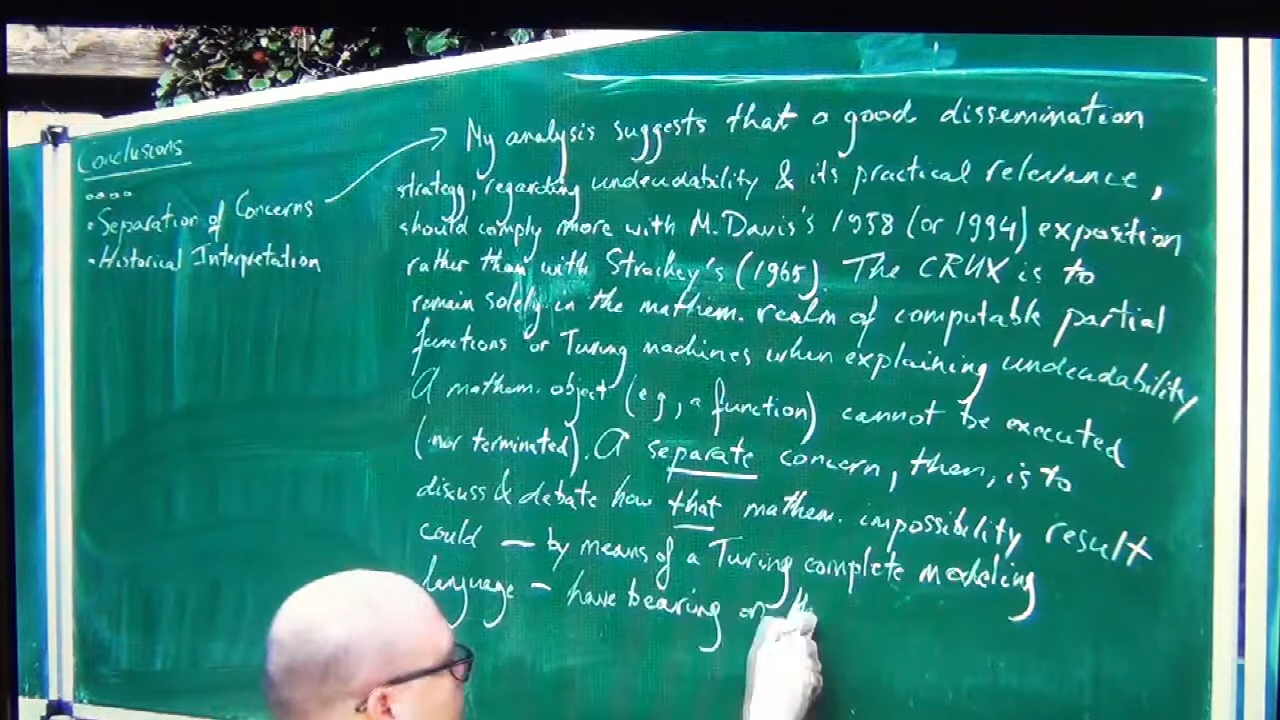 Conclusions
• Separation of Concerns
• Historical Interpretation
My analysis suggests that a good dissemination
strategy, regarding undecidability & its practical relevance,
should comply more with M. Davis's 1958 (or 1994) exposition
rather than with Strachey's (1965). The CRUX is to
remain solely in the mathem. realm of computable partial
functions or Turing machines when explaining undecidability
A mathem. object (e.g., a function) cannot be executed
(nor terminated). A separate concern, then, is to
discuss & debate how that mathem. impossibility result
could — by means of a Turing complete modeling
language — have bearing on